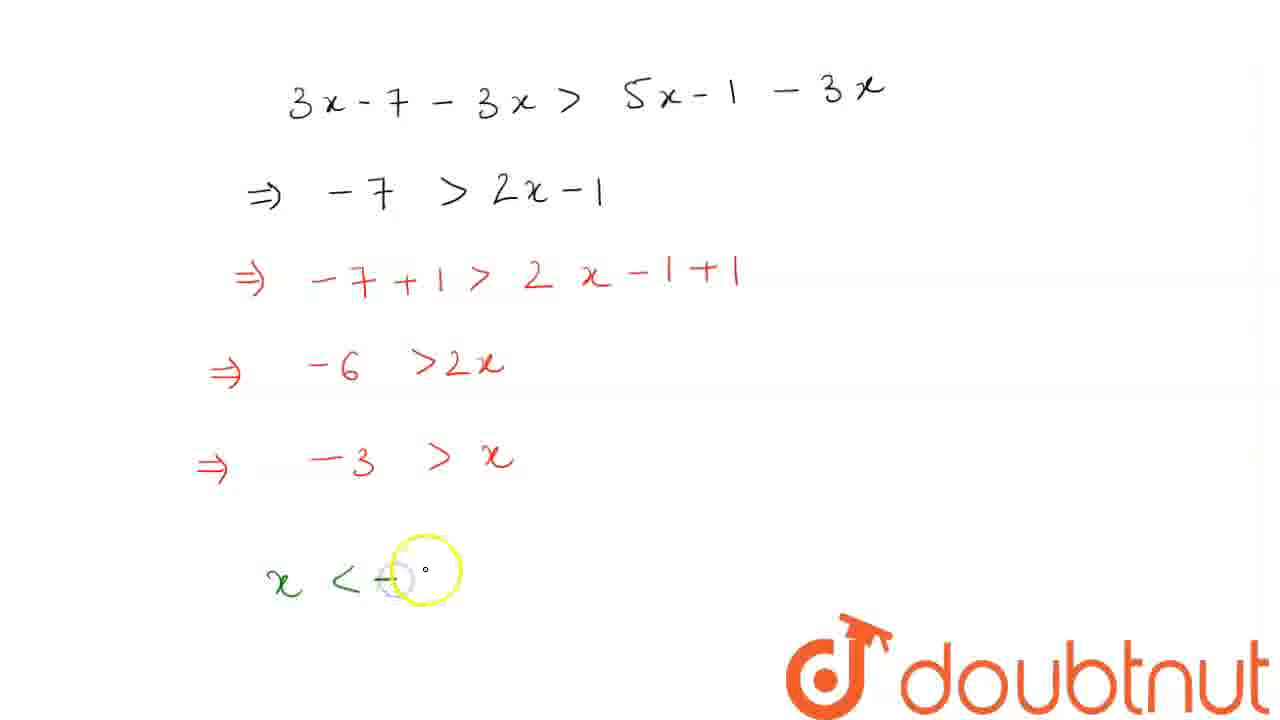 3x - 7 - 3x > 5x - 1 - 3x
⇒ -7 > 2x - 1
⇒ -7 + 1 > 2x - 1 + 1
⇒ -6 > 2x
⇒ -3 > x
x < -
doubtnut